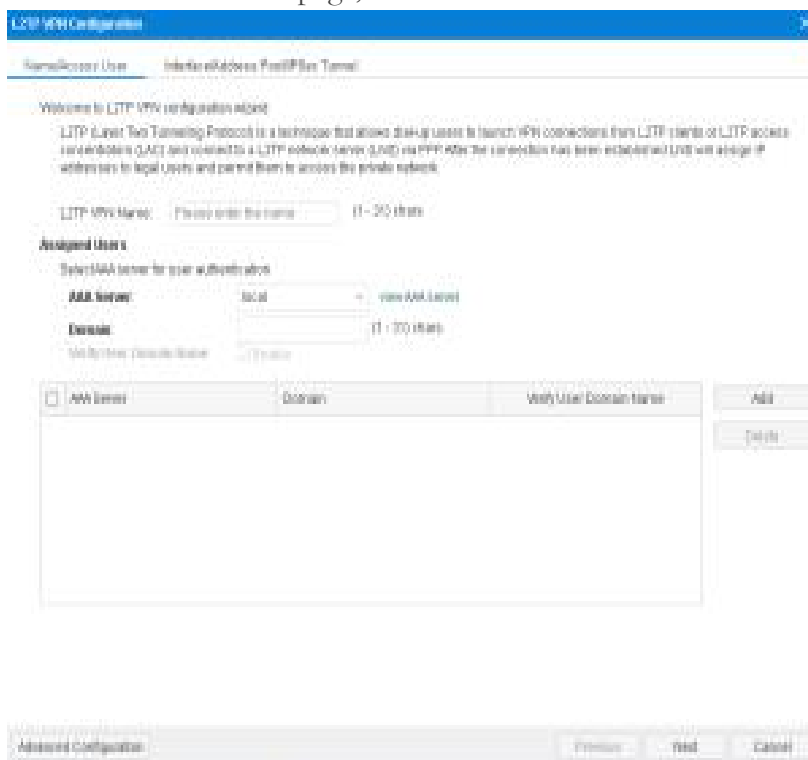 page,
L2TP VPN Configuration
Name/Access User Interface/Address Pool/IPSec Tunnel
Welcome to L2TP VPN configuration wizard
L2TP (Layer Two Tunneling Protocol) is a technique that allows dial-up users to launch VPN connections from L2TP clients or L2TP access
concentrators (LAC) and connect to a L2TP network server (LNS) via PPP. After the connection has been established LNS will assign IP
addresses to legal users and permit them to access the private network.
L2TP VPN Name: Please enter the name (1 - 31) chars
Assigned Users
Select AAA server for user authentication
AAA Server local View AAA Server
Domain (1 - 31) chars
Verify User Domain Name Enable
AAA Server Domain Verify User Domain Name Add
Delete
Advanced Configuration Previous Next Cancel